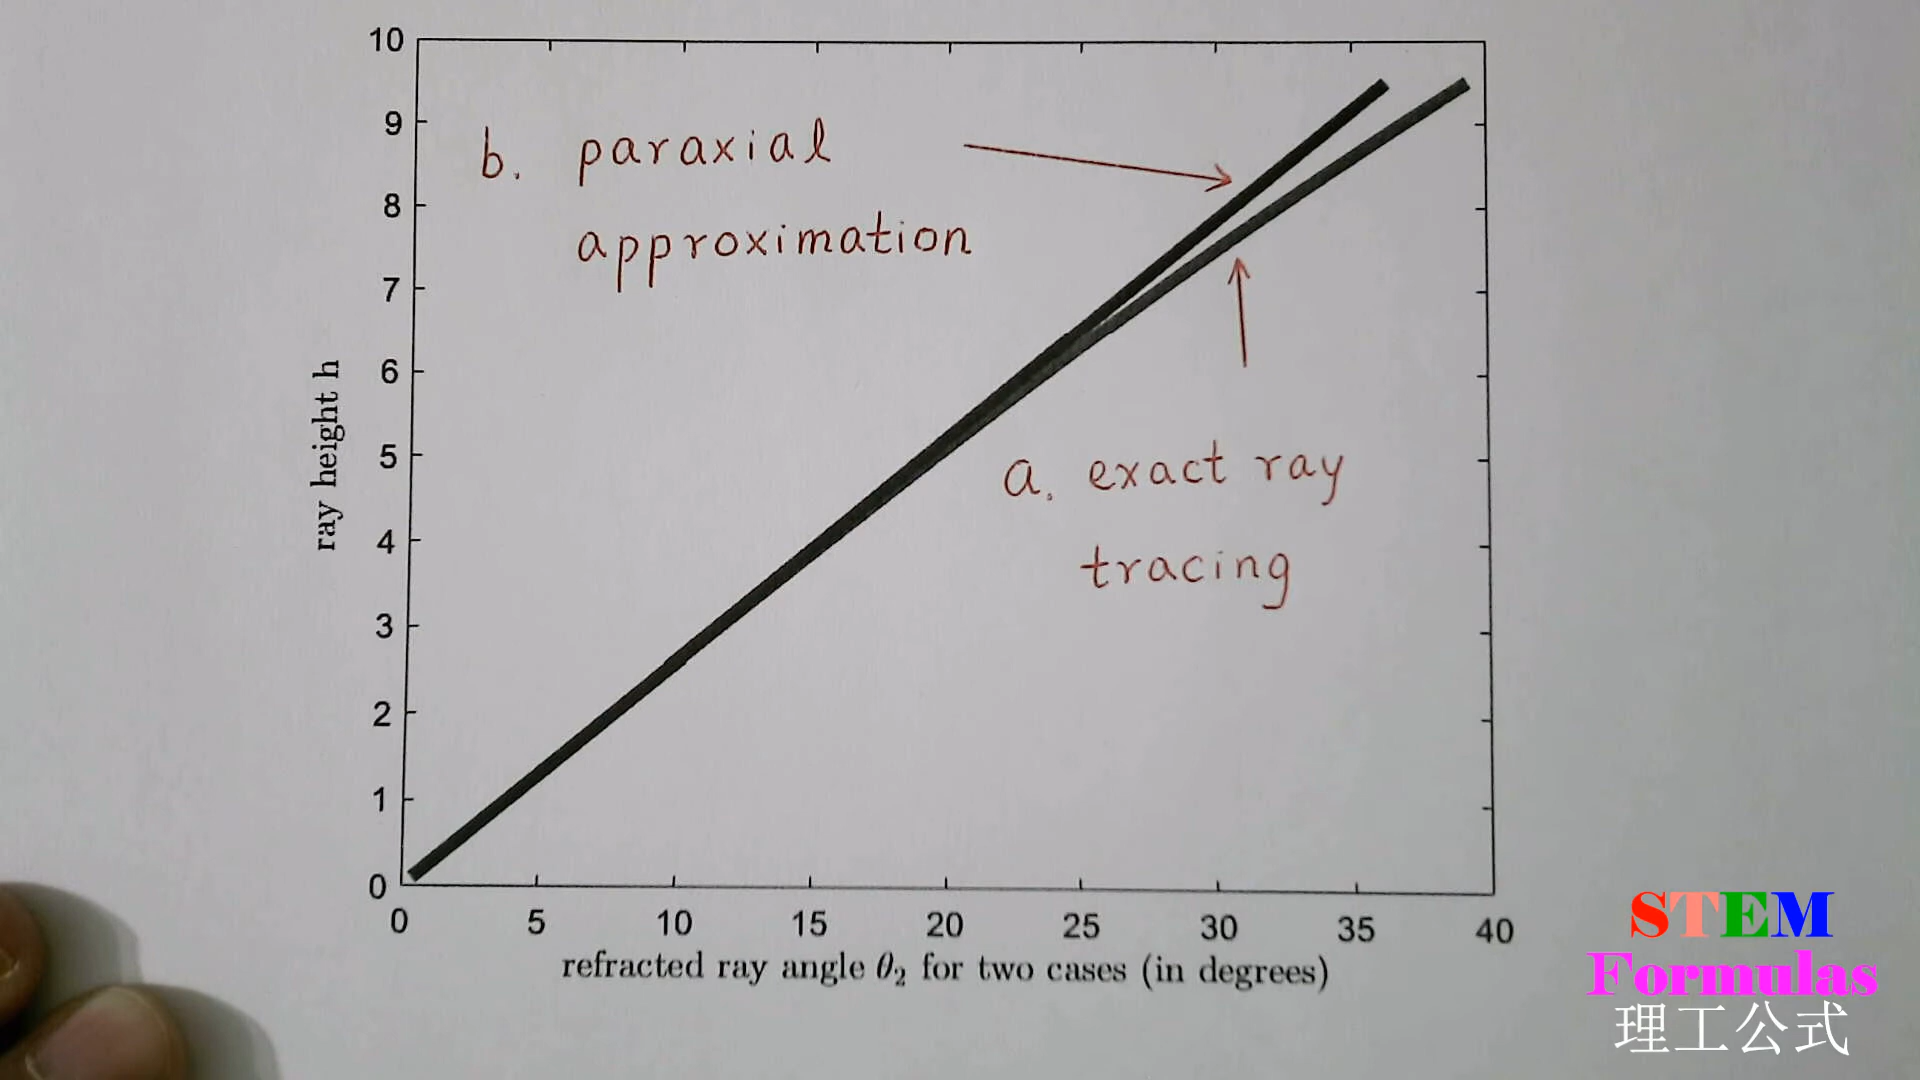 10
9
8
7
6
5
4
3
2
1
0
ray height h
b. paraxial
approximation
a. exact ray
tracing
0 5 10 15 20 25 30 35 40
refracted ray angle θ₂ for two cases (in degrees)
STEM
Formulas
理工公式